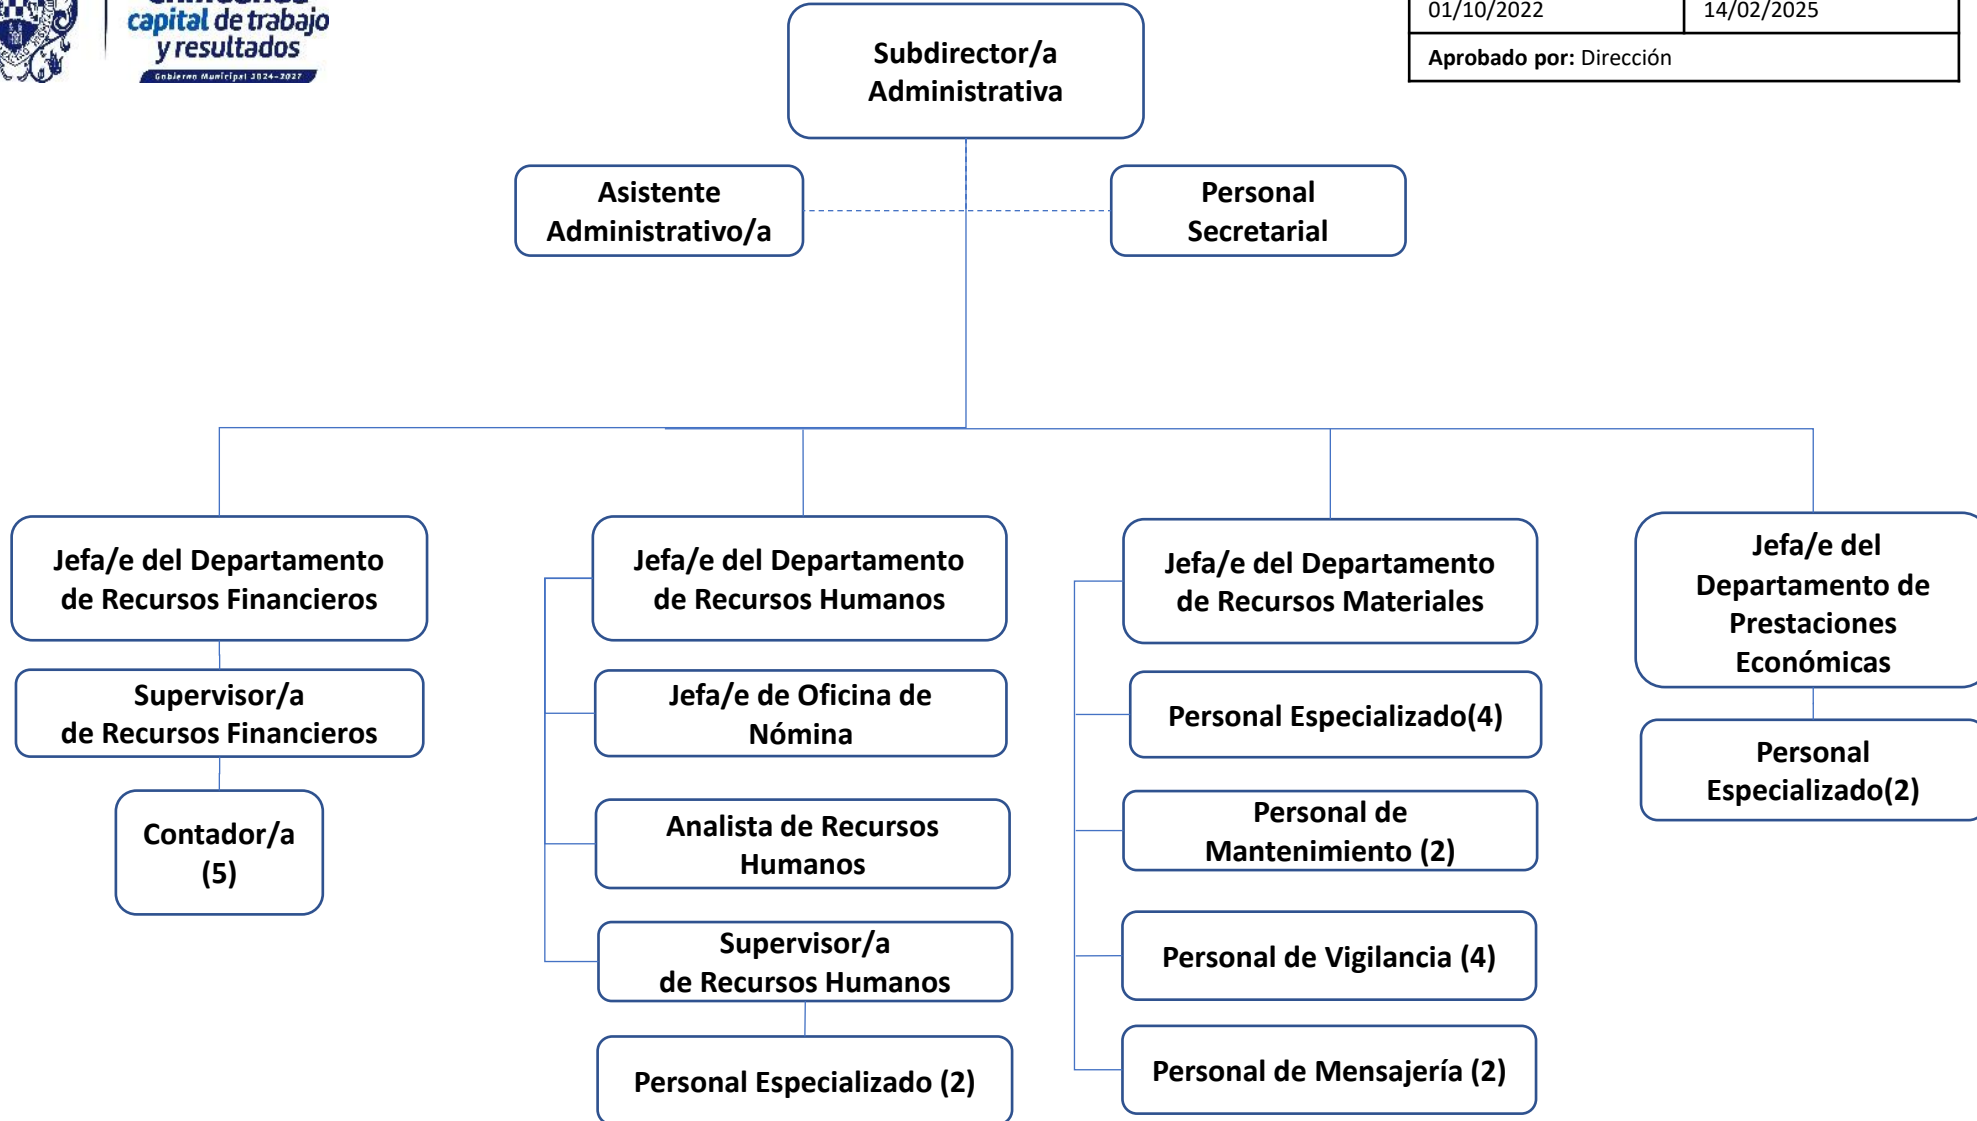 capital de trabajo
y resultados
Gobierno Municipal 2024-2027
01/10/2022
14/02/2025
Aprobado por: Dirección
Subdirector/a
Administrativa
Asistente
Administrativo/a
Personal
Secretarial
Jefa/e del Departamento
de Recursos Financieros
Supervisor/a
de Recursos Financieros
Contador/a
(5)
Jefa/e del Departamento
de Recursos Humanos
Jefa/e de Oficina de
Nómina
Analista de Recursos
Humanos
Supervisor/a
de Recursos Humanos
Personal Especializado (2)
Jefa/e del Departamento
de Recursos Materiales
Personal Especializado(4)
Personal de
Mantenimiento (2)
Personal de Vigilancia (4)
Personal de Mensajería (2)
Jefa/e del
Departamento de
Prestaciones
Económicas
Personal
Especializado(2)